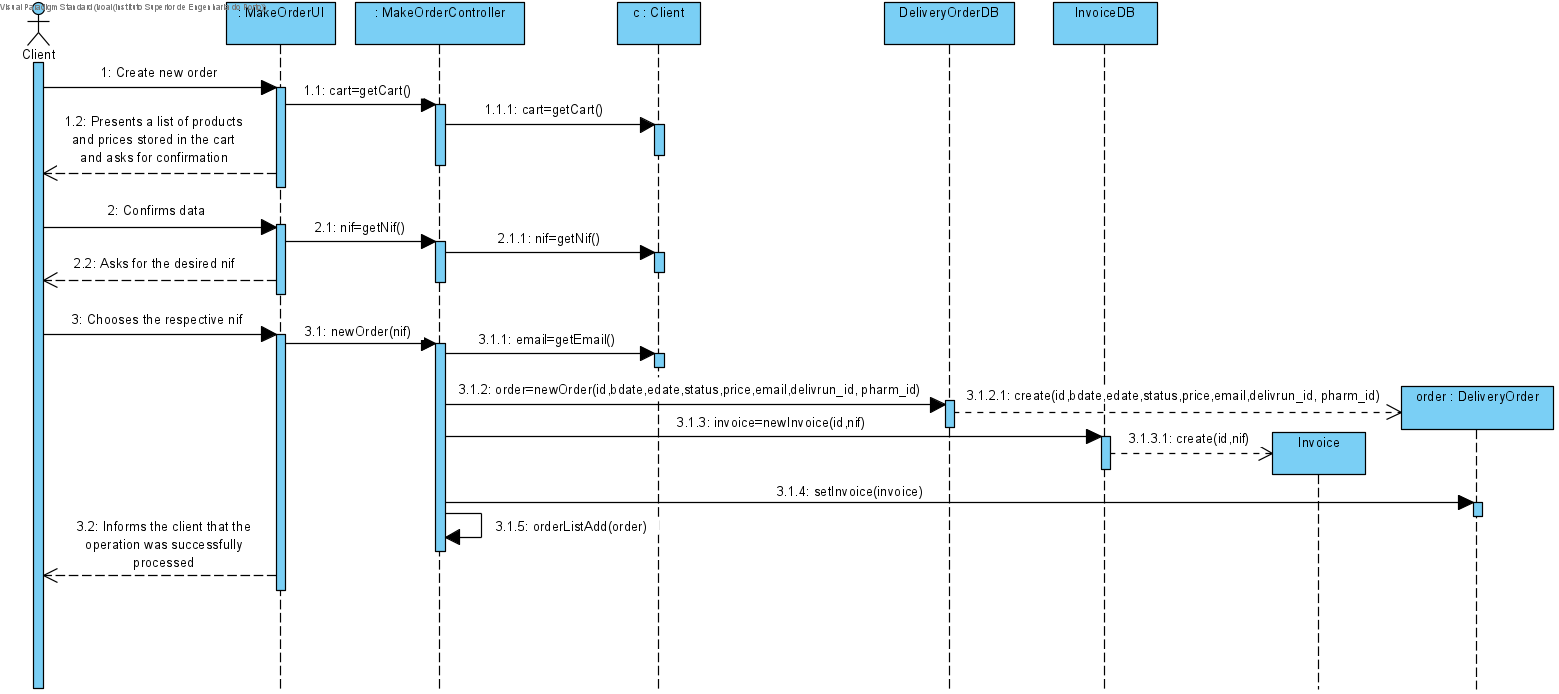 Visual Paradigm Standard (Isoal(Instituto Superior de Engenharia do Porto)
: MakeOrderUI
: MakeOrderController
c : Client
DeliveryOrderDB
InvoiceDB
Client
1: Create new order
1.1: cart=getCart()
1.1.1: cart=getCart()
1.2: Presents a list of products
and prices stored in the cart
and asks for confirmation
2: Confirms data
2.1: nif=getNif()
2.1.1: nif=getNif()
2.2: Asks for the desired nif
3: Chooses the respective nif
3.1: newOrder(nif)
3.1.1: email=getEmail()
3.1.2: order=newOrder(id,bdate,edate,status,price,email,delivrun_id, pharm_id)
3.1.2.1: create(id,bdate,edate,status,price,email,delivrun_id, pharm_id)
order : DeliveryOrder
3.1.3: invoice=newInvoice(id,nif)
3.1.3.1: create(id,nif)
Invoice
3.1.4: setInvoice(invoice)
3.1.5: orderListAdd(order)
3.2: Informs the client that the
operation was successfully
processed